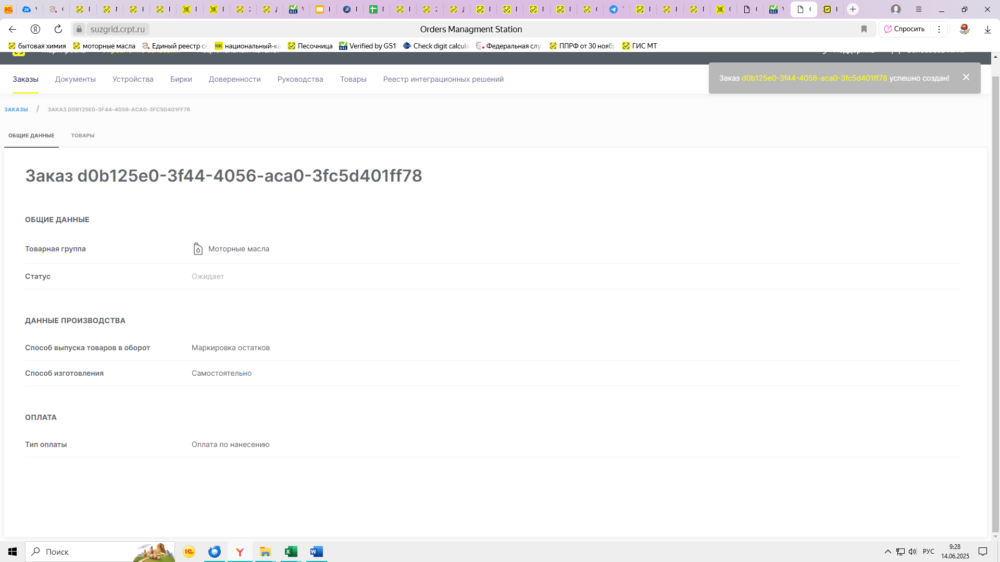 suzgrid.crpt.ru
Orders Managment Station
Спросить
бытовая химия
моторные масла
Единый реестр се
национальный-ка
Песочница
Verified by GS1
Check digit calcula
Федеральная слу
ППРФ от 30 нояб
ГИС МТ
Заказы
Документы
Устройства
Бирки
Доверенности
Руководства
Товары
Реестр интеграционных решений
Заказ d0b125e0-3f44-4056-aca0-3fc5d401ff78 успешно создан!
ЗАКАЗЫ / ЗАКАЗ D0B125E0-3F44-4056-ACA0-3FC5D401FF78
ОБЩИЕ ДАННЫЕ
ТОВАРЫ
Заказ d0b125e0-3f44-4056-aca0-3fc5d401ff78
ОБЩИЕ ДАННЫЕ
Товарная группа
Моторные масла
Статус
Ожидает
ДАННЫЕ ПРОИЗВОДСТВА
Способ выпуска товаров в оборот
Маркировка остатков
Способ изготовления
Самостоятельно
ОПЛАТА
Тип оплаты
Оплата по нанесению
Поиск
РУС
9:28
14.06.2025